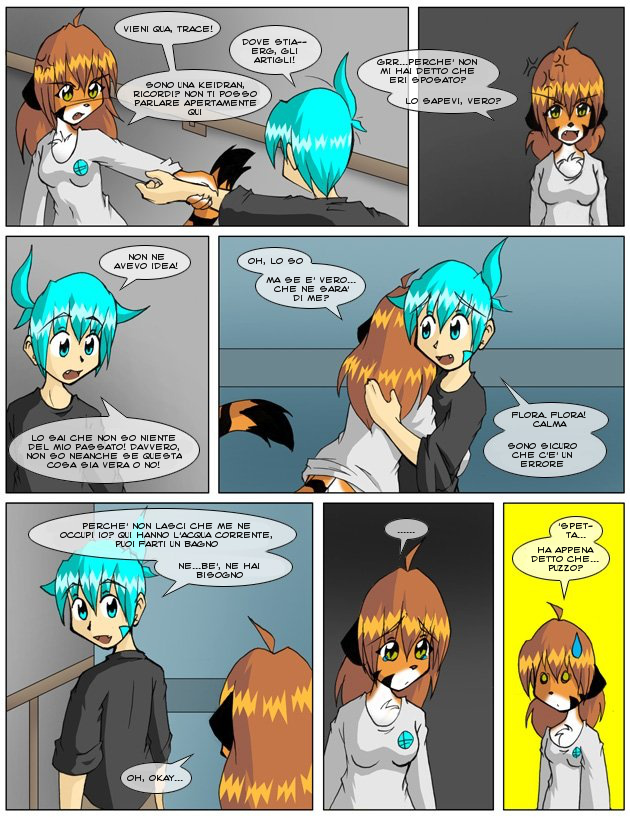 VIENI QUA, TRACE!
DOVE STIA--
ERG, GLI
ARTIGLI!
SONO UNA KEIDRAN,
RICORDI? NON TI POSSO
PARLARE APERTAMENTE
QUI
GRR...PERCHE' NON
MI HAI DETTO CHE
ERI SPOSATO?
LO SAPEVI, VERO?
NON NE
AVEVO IDEA!
LO SAI CHE NON SO NIENTE
DEL MIO PASSATO! DAVVERO,
NON SO NEANCHE SE QUESTA
COSA SIA VERA O NO!
OH, LO SO
MA SE E' VERO...
CHE NE SARA'
DI ME?
FLORA. FLORA!
CALMA
SONO SICURO
CHE C'E' UN
ERRORE
PERCHE' NON LASCI CHE ME NE
OCCUPI IO? QUI HANNO L'ACQUA CORRENTE,
PUOI FARTI UN BAGNO
NE...BE', NE HAI
BISOGNO
OH, OKAY...
......
'SPET-
TA...
HA APPENA
DETTO CHE...
PUZZO?